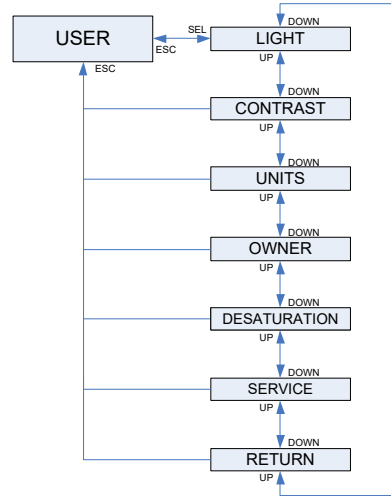 DOWN
USER
SEL
LIGHT
ESC
UP
ESC
DOWN
CONTRAST
UP
DOWN
UNITS
UP
DOWN
OWNER
UP
DOWN
DESATURATION
UP
DOWN
SERVICE
UP
DOWN
RETURN
UP